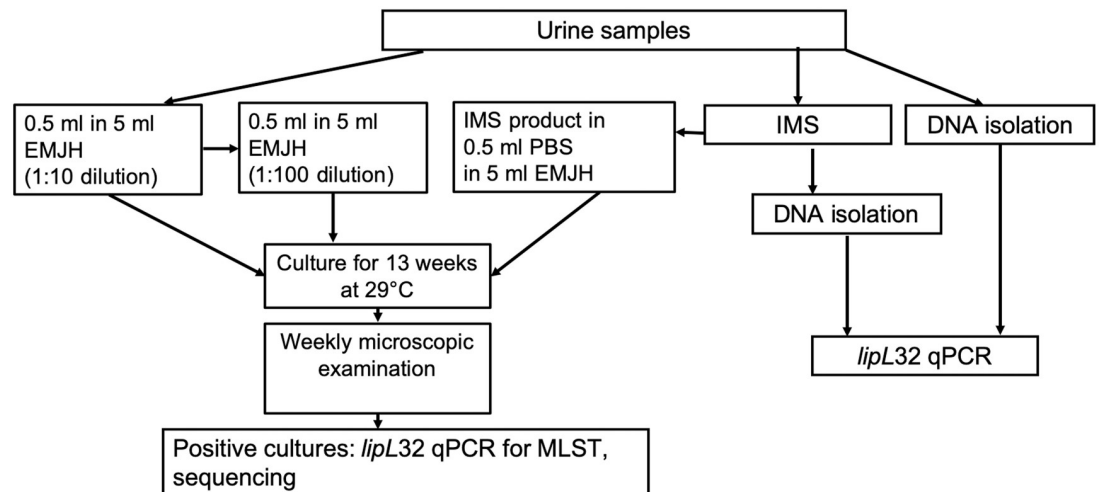 Urine samples
0.5 ml in 5 ml
EMJH
(1:10 dilution)
0.5 ml in 5 ml
EMJH
(1:100 dilution)
IMS product in
0.5 ml PBS
in 5 ml EMJH
IMS
DNA isolation
DNA isolation
Culture for 13 weeks
at 29°C
Weekly microscopic
examination
lipL32 qPCR
Positive cultures: lipL32 qPCR for MLST,
sequencing